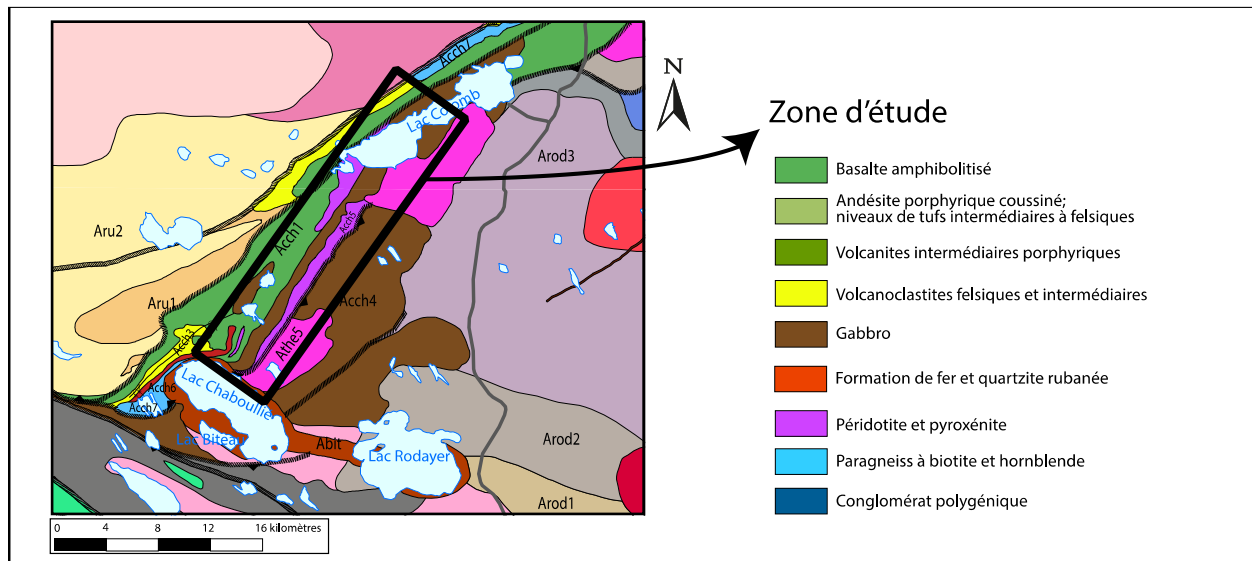 Acch7
N
Lac Colomb
Zone d'étude
Arod3
Basalte amphibolitisé
Andésite porphyrique coussiné;
niveaux de tufs intermédiaires à felsiques
Acch5
Aru2
Acch1
Volcanites intermédiaires porphyriques
Acch4
Volcanoclastites felsiques et intermédiaires
Aru1
Acch3
Athe5
Gabbro
Lac Chaboullié
Formation de fer et quartzite rubanée
Acch6
Acch7
Péridotite et pyroxénite
Lac Biteau
Abit
Arod2
Lac Rodayer
Paragneiss à biotite et hornblende
Arod1
Conglomérat polygénique
0 4 8 12 16 kilomètres